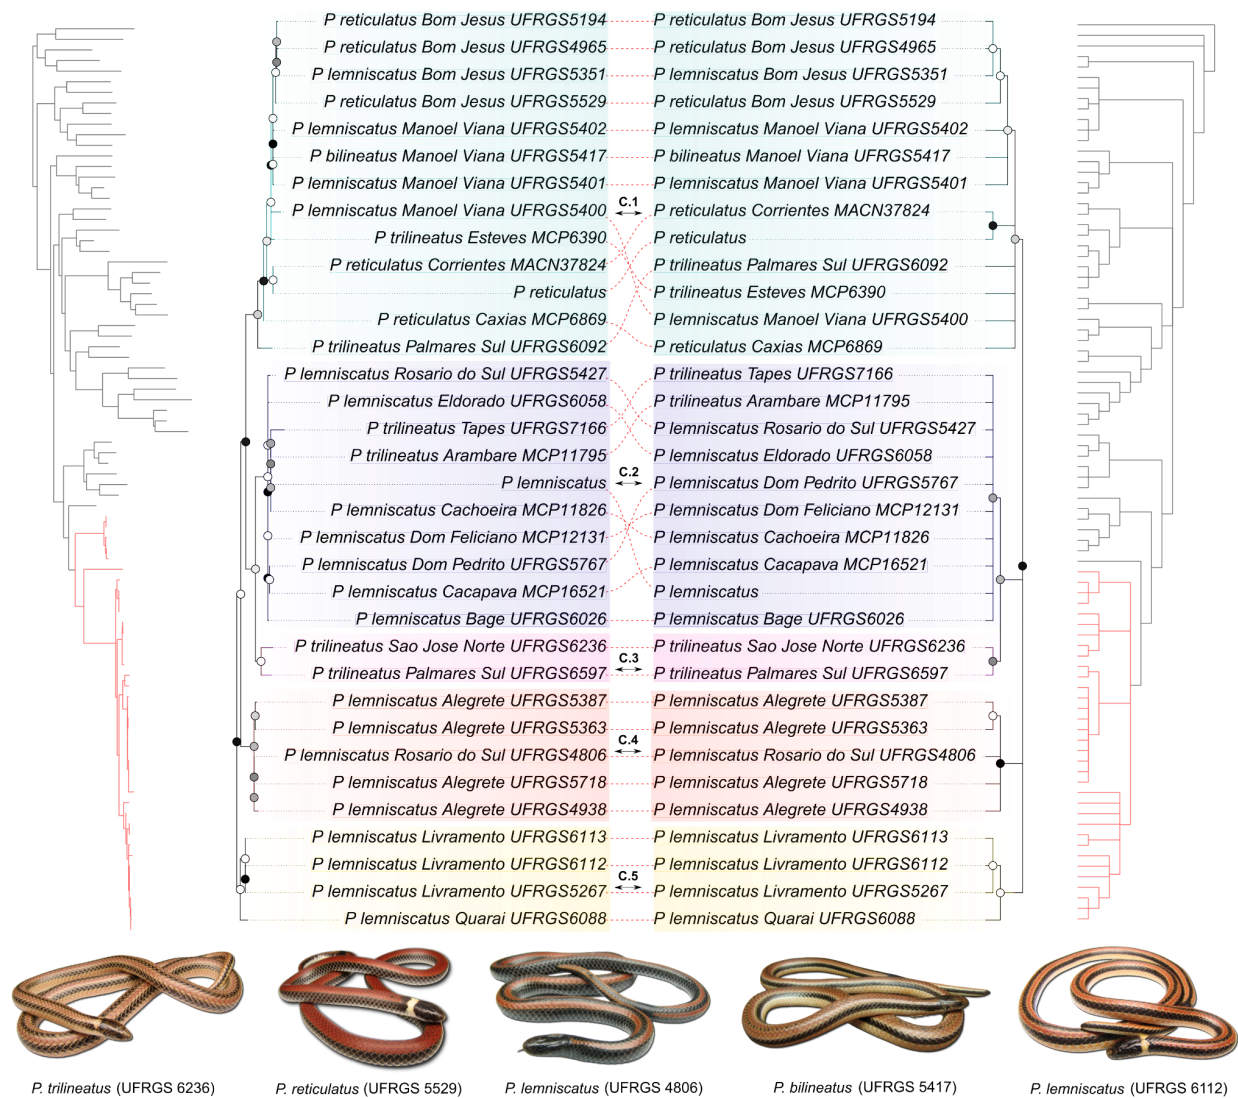 P reticulatus Bom Jesus UFRGS5194 P reticulatus Bom Jesus UFRGS5194
P reticulatus Bom Jesus UFRGS4965 P reticulatus Bom Jesus UFRGS4965
P lemniscatus Bom Jesus UFRGS5351 P lemniscatus Bom Jesus UFRGS5351
P reticulatus Bom Jesus UFRGS5529 P reticulatus Bom Jesus UFRGS5529
P lemniscatus Manoel Viana UFRGS5402 P lemniscatus Manoel Viana UFRGS5402
P bilineatus Manoel Viana UFRGS5417 P bilineatus Manoel Viana UFRGS5417
P lemniscatus Manoel Viana UFRGS5401 P lemniscatus Manoel Viana UFRGS5401
P lemniscatus Manoel Viana UFRGS5400 C.1 P reticulatus Corrientes MACN37824
P trilineatus Esteves MCP6390 P reticulatus
P reticulatus Corrientes MACN37824 P trilineatus Palmares Sul UFRGS6092
P reticulatus P trilineatus Esteves MCP6390
P reticulatus Caxias MCP6869 P lemniscatus Manoel Viana UFRGS5400
P trilineatus Palmares Sul UFRGS6092 P reticulatus Caxias MCP6869
P lemniscatus Rosario do Sul UFRGS5427 P trilineatus Tapes UFRGS7166
P lemniscatus Eldorado UFRGS6058 P trilineatus Arambare MCP11795
P trilineatus Tapes UFRGS7166 P lemniscatus Rosario do Sul UFRGS5427
P trilineatus Arambare MCP11795 P lemniscatus Eldorado UFRGS6058
P lemniscatus C.2 P lemniscatus Dom Pedrito UFRGS5767
P lemniscatus Cachoeira MCP11826 P lemniscatus Dom Feliciano MCP12131
P lemniscatus Dom Feliciano MCP12131 P lemniscatus Cachoeira MCP11826
P lemniscatus Dom Pedrito UFRGS5767 P lemniscatus Cacapava MCP16521
P lemniscatus Cacapava MCP16521 P lemniscatus
P lemniscatus Bage UFRGS6026 P lemniscatus Bage UFRGS6026
P trilineatus Sao Jose Norte UFRGS6236 P trilineatus Sao Jose Norte UFRGS6236
P trilineatus Palmares Sul UFRGS6597 C.3 P trilineatus Palmares Sul UFRGS6597
P lemniscatus Alegrete UFRGS5387 P lemniscatus Alegrete UFRGS5387
P lemniscatus Alegrete UFRGS5363 P lemniscatus Alegrete UFRGS5363
P lemniscatus Rosario do Sul UFRGS4806 C.4 P lemniscatus Rosario do Sul UFRGS4806
P lemniscatus Alegrete UFRGS5718 P lemniscatus Alegrete UFRGS5718
P lemniscatus Alegrete UFRGS4938 P lemniscatus Alegrete UFRGS4938
P lemniscatus Livramento UFRGS6113 P lemniscatus Livramento UFRGS6113
P lemniscatus Livramento UFRGS6112 P lemniscatus Livramento UFRGS6112
P lemniscatus Livramento UFRGS5267 C.5 P lemniscatus Livramento UFRGS5267
P lemniscatus Quarai UFRGS6088 P lemniscatus Quarai UFRGS6088
P. trilineatus (UFRGS 6236) P. reticulatus (UFRGS 5529) P. lemniscatus (UFRGS 4806) P. bilineatus (UFRGS 5417) P. lemniscatus (UFRGS 6112)